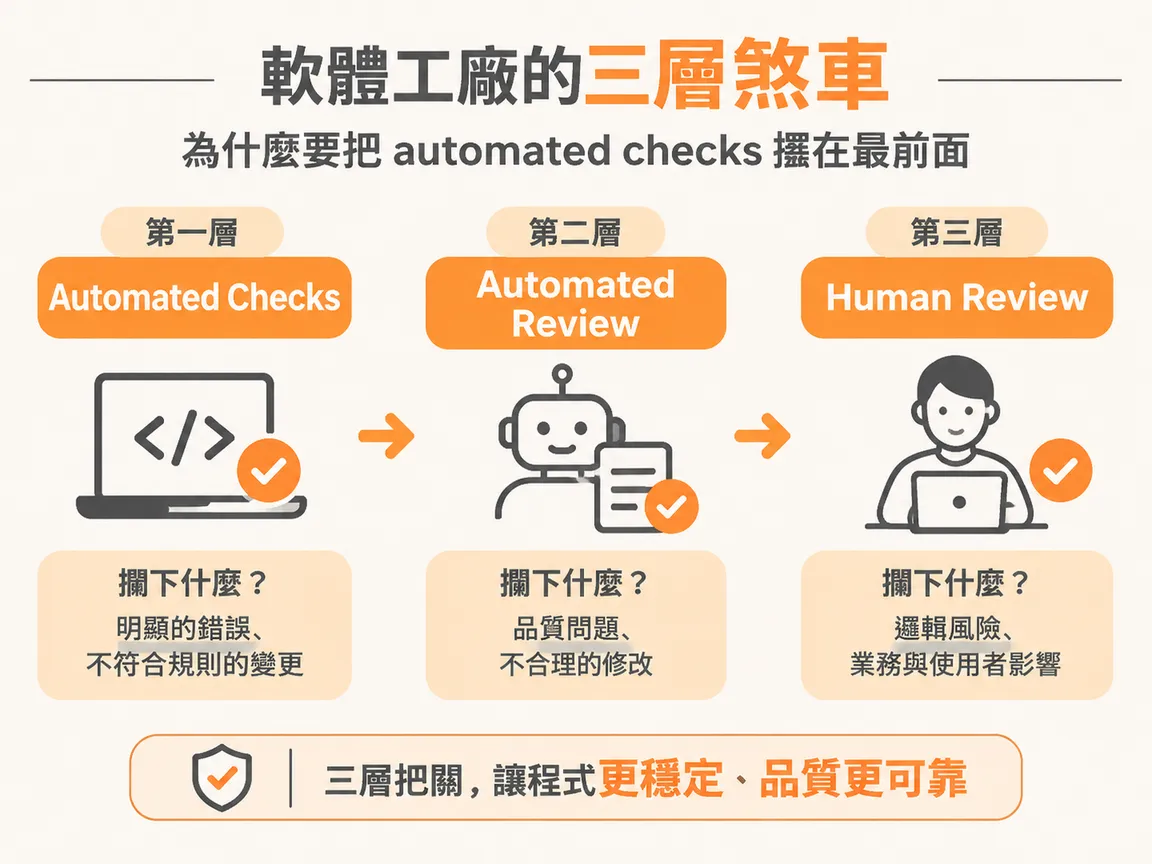 軟體工廠的三層煞車
為什麼要把 automated checks 擺在最前面
第一層
Automated Checks
第二層
Automated
Review
第三層
Human Review
</>
攔下什麼？
明顯的錯誤、
不符合規則的變更
攔下什麼？
品質問題、
不合理的修改
攔下什麼？
邏輯風險、
業務與使用者影響
三層把關，讓程式更穩定、品質更可靠